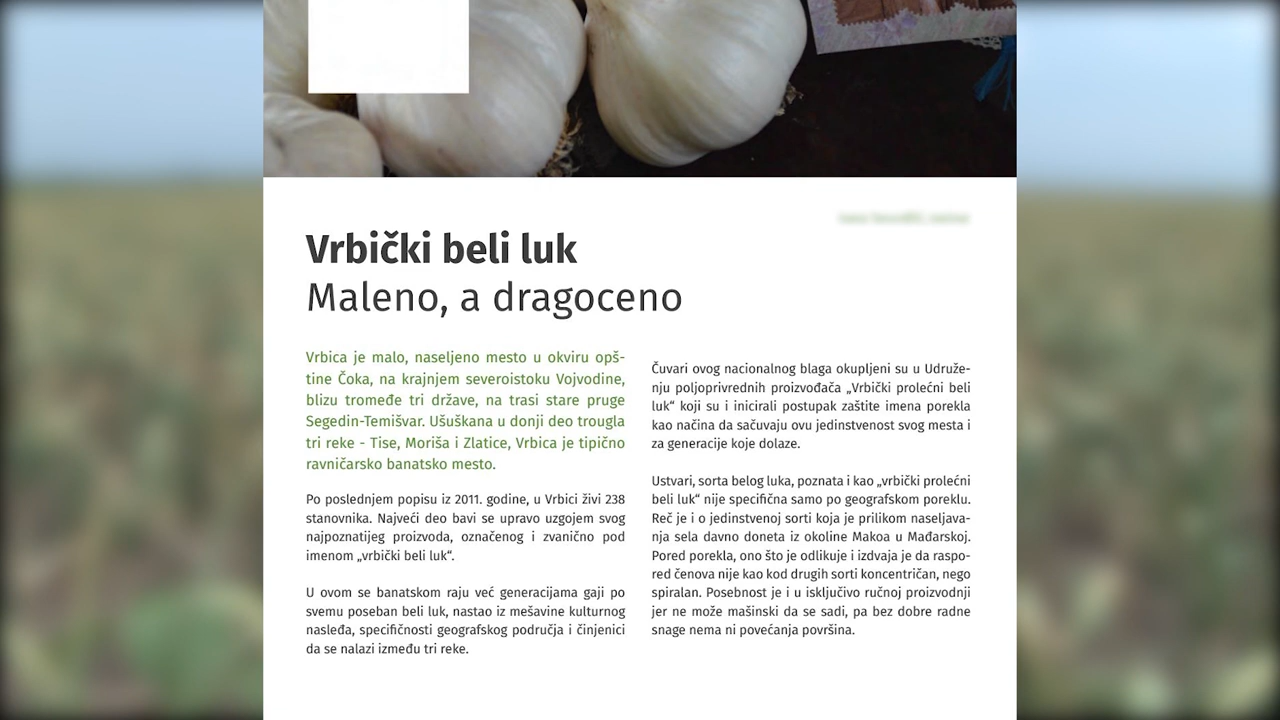 Vrbički beli luk
Maleno, a dragoceno
Vrbica je malo, naseljeno mesto u okviru opš-
tine Čoka, na krajnjem severoistoku Vojvodine,
blizu tromeđe tri države, na trasi stare pruge
Segedin-Temišvar. Ušuškana u donji deo trougla
tri reke - Tise, Moriša i Zlatice, Vrbica je tipično
ravničarsko banatsko mesto.
Po poslednjem popisu iz 2011. godine, u Vrbici živi 238
stanovnika. Najveći deo bavi se upravo uzgojem svog
najpoznatijeg proizvoda, označenog i zvanično pod
imenom „vrbički beli luk“.
U ovom se banatskom raju već generacijama gaji po
svemu poseban beli luk, nastao iz mešavine kulturnog
nasleđa, specifičnosti geografskog područja i činjenici
da se nalazi između tri reke.
Čuvari ovog nacionalnog blaga okupljeni su u Udruže-
nju poljoprivrednih proizvođača „Vrbički prolećni beli
luk“ koji su i inicirali postupak zaštite imena porekla
kao načina da sačuvaju ovu jedinstvenost svog mesta i
za generacije koje dolaze.
Ustvari, sorta belog luka, poznata i kao „vrbički prolećni
beli luk“ nije specifična samo po geografskom poreklu.
Reč je i o jedinstvenoj sorti koja je prilikom naseljava-
nja sela davno doneta iz okoline Makoa u Mađarskoj.
Pored porekla, ono što je odlikuje i izdvaja je da raspo-
red čenova nije kao kod drugih sorti koncentričan, nego
spiralan. Posebnost je i u isključivo ručnoj proizvodnji
jer ne može mašinski da se sadi, pa bez dobre radne
snage nema ni povećanja površina.